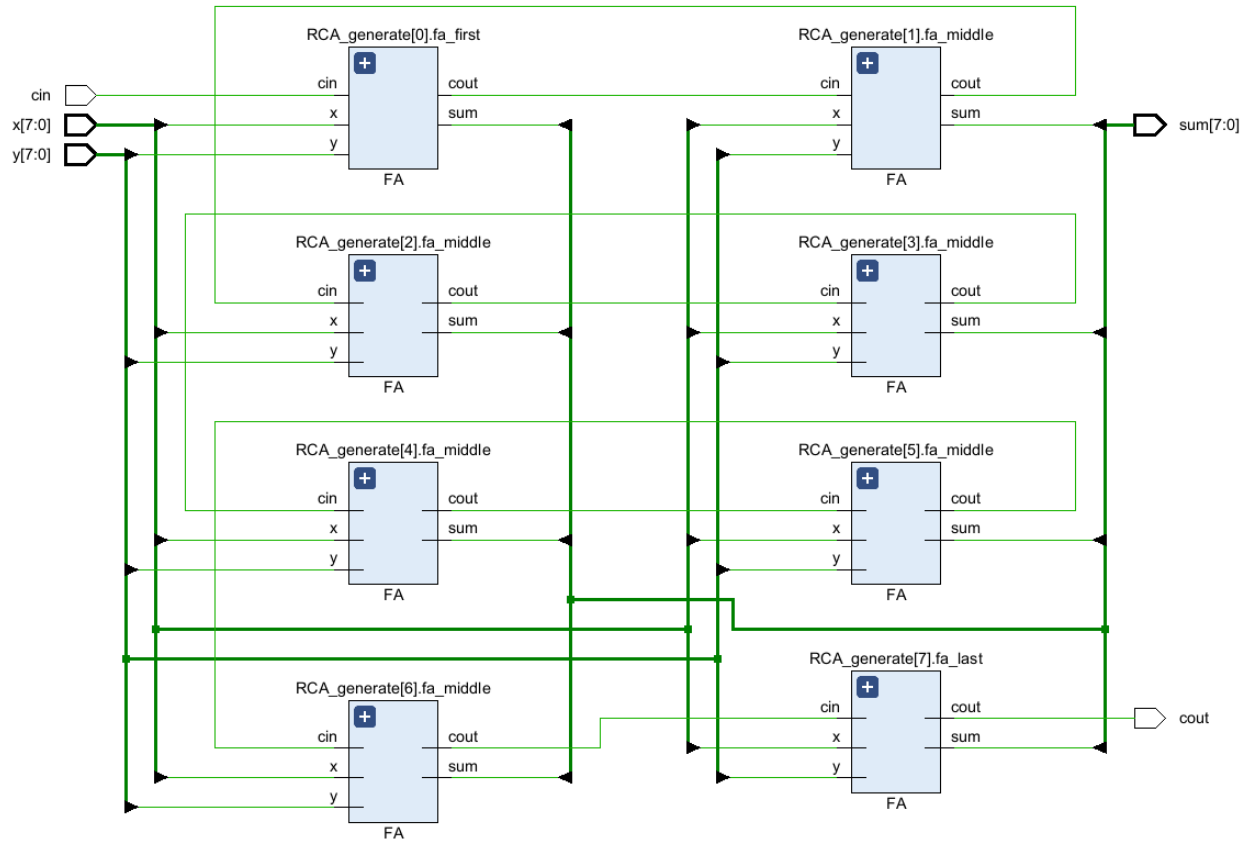 RCA_generate[0].fa_first
RCA_generate[1].fa_middle
cin
cin
cout
cin
cout
x[7:0]
x
sum
x
sum
sum[7:0]
y[7:0]
y
y
FA
FA
RCA_generate[2].fa_middle
RCA_generate[3].fa_middle
cin
cout
cin
cout
x
sum
x
sum
y
y
FA
FA
RCA_generate[4].fa_middle
RCA_generate[5].fa_middle
cin
cout
cin
cout
x
sum
x
sum
y
y
FA
FA
RCA_generate[6].fa_middle
RCA_generate[7].fa_last
cin
cout
cin
cout
cout
x
sum
x
sum
y
y
FA
FA